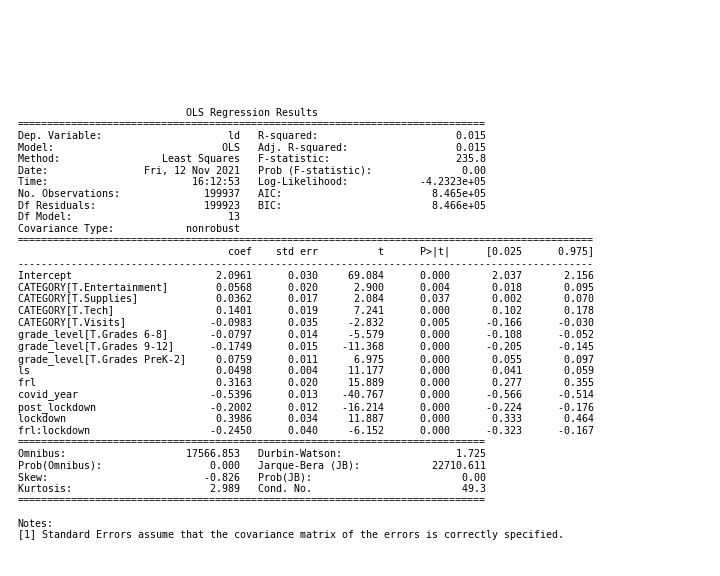 OLS Regression Results
==============================================================================
Dep. Variable:                     ld   R-squared:                       0.015
Model:                            OLS   Adj. R-squared:                  0.015
Method:                 Least Squares   F-statistic:                     235.8
Date:                Fri, 12 Nov 2021   Prob (F-statistic):               0.00
Time:                        16:12:53   Log-Likelihood:            -4.2323e+05
No. Observations:              199937   AIC:                         8.465e+05
Df Residuals:                  199923   BIC:                         8.466e+05
Df Model:                          13
Covariance Type:            nonrobust
================================================================================================
                                   coef    std err          t      P>|t|      [0.025      0.975]
------------------------------------------------------------------------------------------------
Intercept                        2.0961      0.030     69.084      0.000       2.037       2.156
CATEGORY[T.Entertainment]        0.0568      0.020      2.900      0.004       0.018       0.095
CATEGORY[T.Supplies]             0.0362      0.017      2.084      0.037       0.002       0.070
CATEGORY[T.Tech]                 0.1401      0.019      7.241      0.000       0.102       0.178
CATEGORY[T.Visits]              -0.0983      0.035     -2.832      0.005      -0.166      -0.030
grade_level[T.Grades 6-8]       -0.0797      0.014     -5.579      0.000      -0.108      -0.052
grade_level[T.Grades 9-12]      -0.1749      0.015    -11.368      0.000      -0.205      -0.145
grade_level[T.Grades PreK-2]     0.0759      0.011      6.975      0.000       0.055       0.097
ls                               0.0498      0.004     11.177      0.000       0.041       0.059
frl                              0.3163      0.020     15.889      0.000       0.277       0.355
covid_year                      -0.5396      0.013    -40.767      0.000      -0.566      -0.514
post_lockdown                   -0.2002      0.012    -16.214      0.000      -0.224      -0.176
lockdown                         0.3986      0.034     11.887      0.000       0.333       0.464
frl:lockdown                    -0.2450      0.040     -6.152      0.000      -0.323      -0.167
==============================================================================
Omnibus:                    17566.853   Durbin-Watson:                   1.725
Prob(Omnibus):                  0.000   Jarque-Bera (JB):            22710.611
Skew:                          -0.826   Prob(JB):                         0.00
Kurtosis:                       2.989   Cond. No.                         49.3
==============================================================================
Notes:
[1] Standard Errors assume that the covariance matrix of the errors is correctly specified.